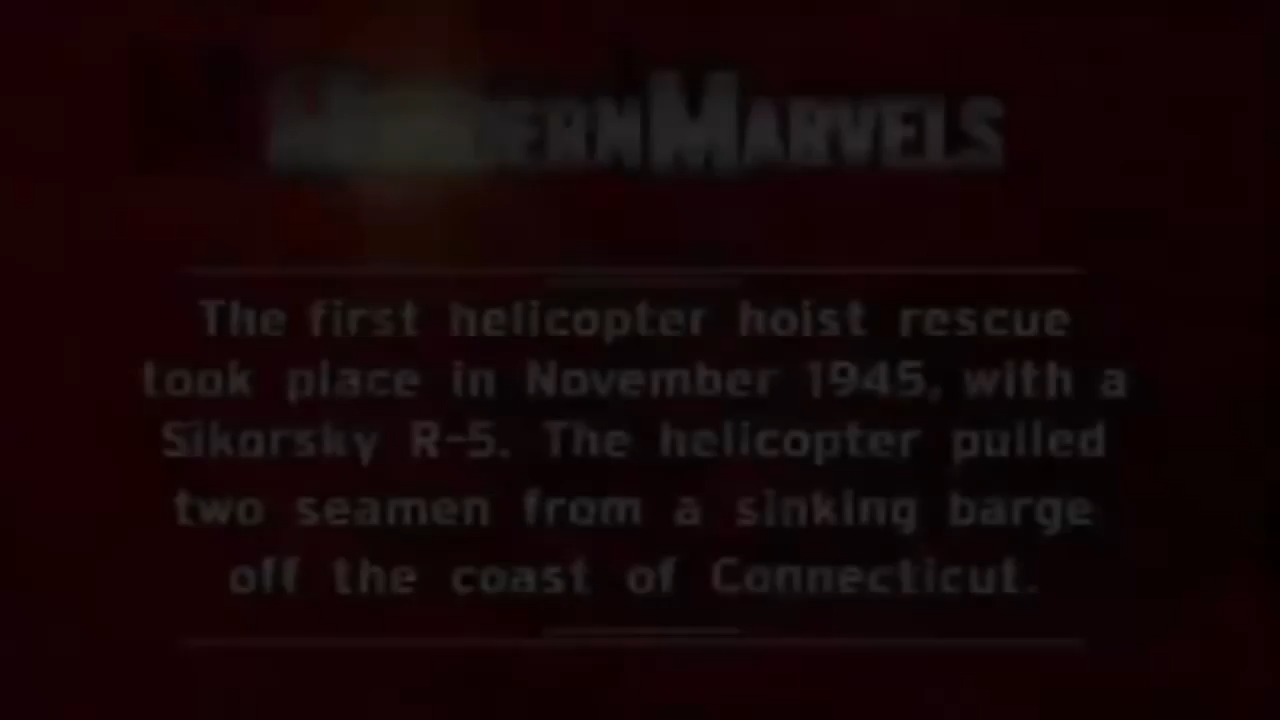 MODERN MARVELS
The first helicopter hoist rescue
took place in November 1945, with a
Sikorsky R-5. The helicopter pulled
two seamen from a sinking barge
off the coast of Connecticut.